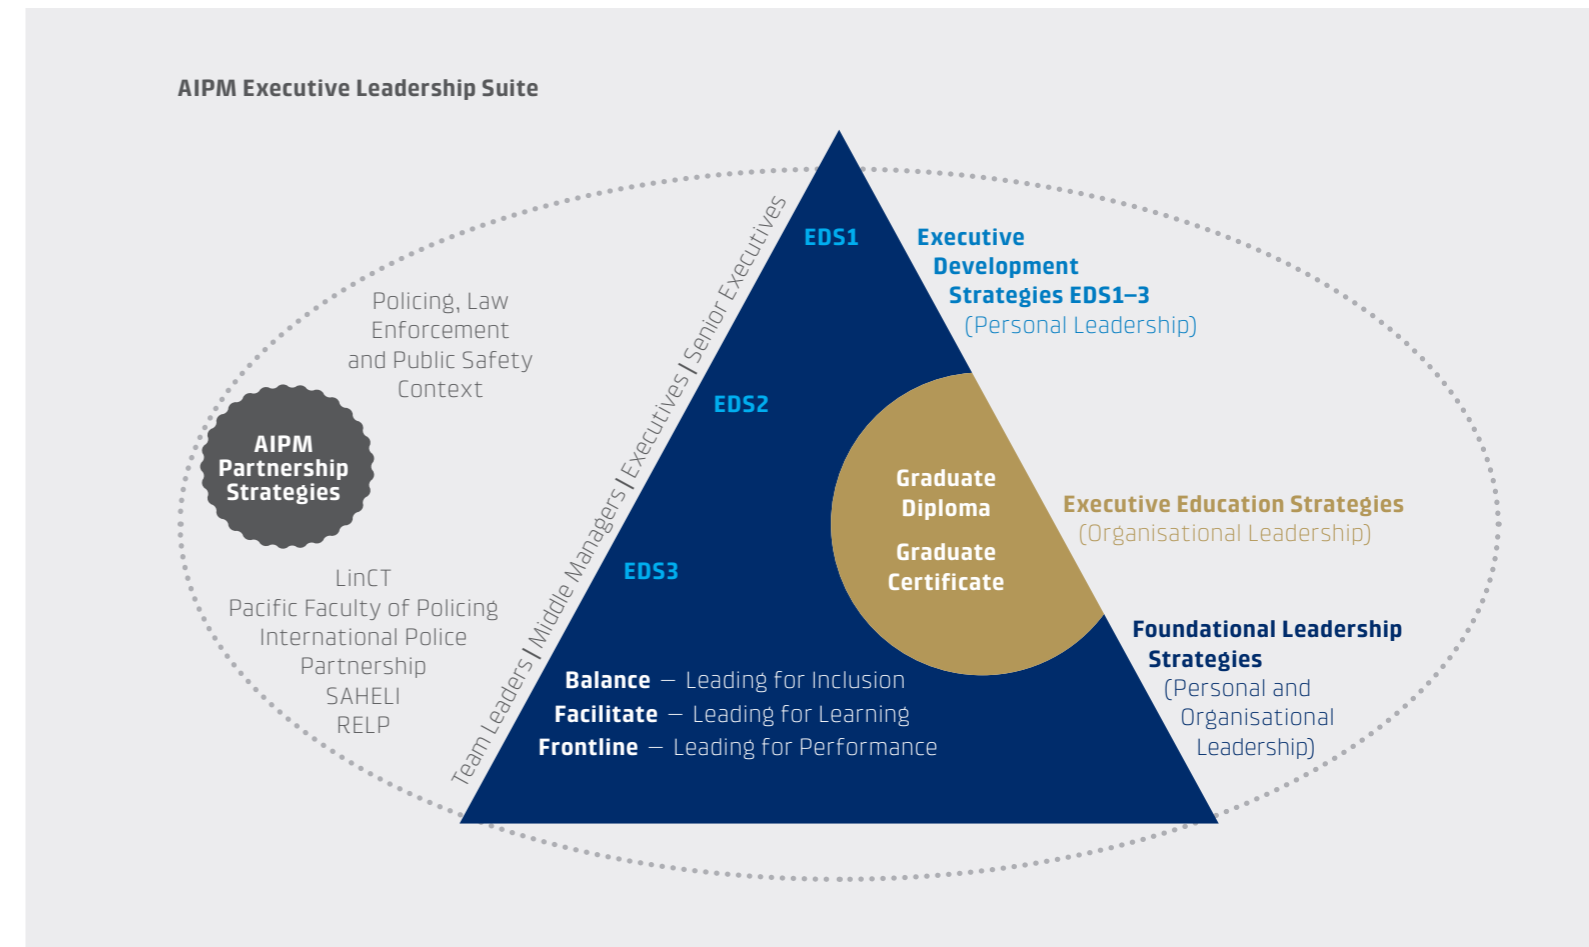 AIPM Executive Leadership Suite
Policing, Law
Enforcement
and Public Safety
Context
AIPM
Partnership
Strategies
LinCT
Pacific Faculty of Policing
International Police
Partnership
SAHELI
RELP
Team Leaders | Middle Managers | Executives | Senior Executives
EDS1
EDS2
EDS3
Balance — Leading for Inclusion
Facilitate — Leading for Learning
Frontline — Leading for Performance
Graduate
Diploma
Graduate
Certificate
Executive
Development
Strategies EDS1–3
(Personal Leadership)
Executive Education Strategies
(Organisational Leadership)
Foundational Leadership
Strategies
(Personal and
Organisational
Leadership)